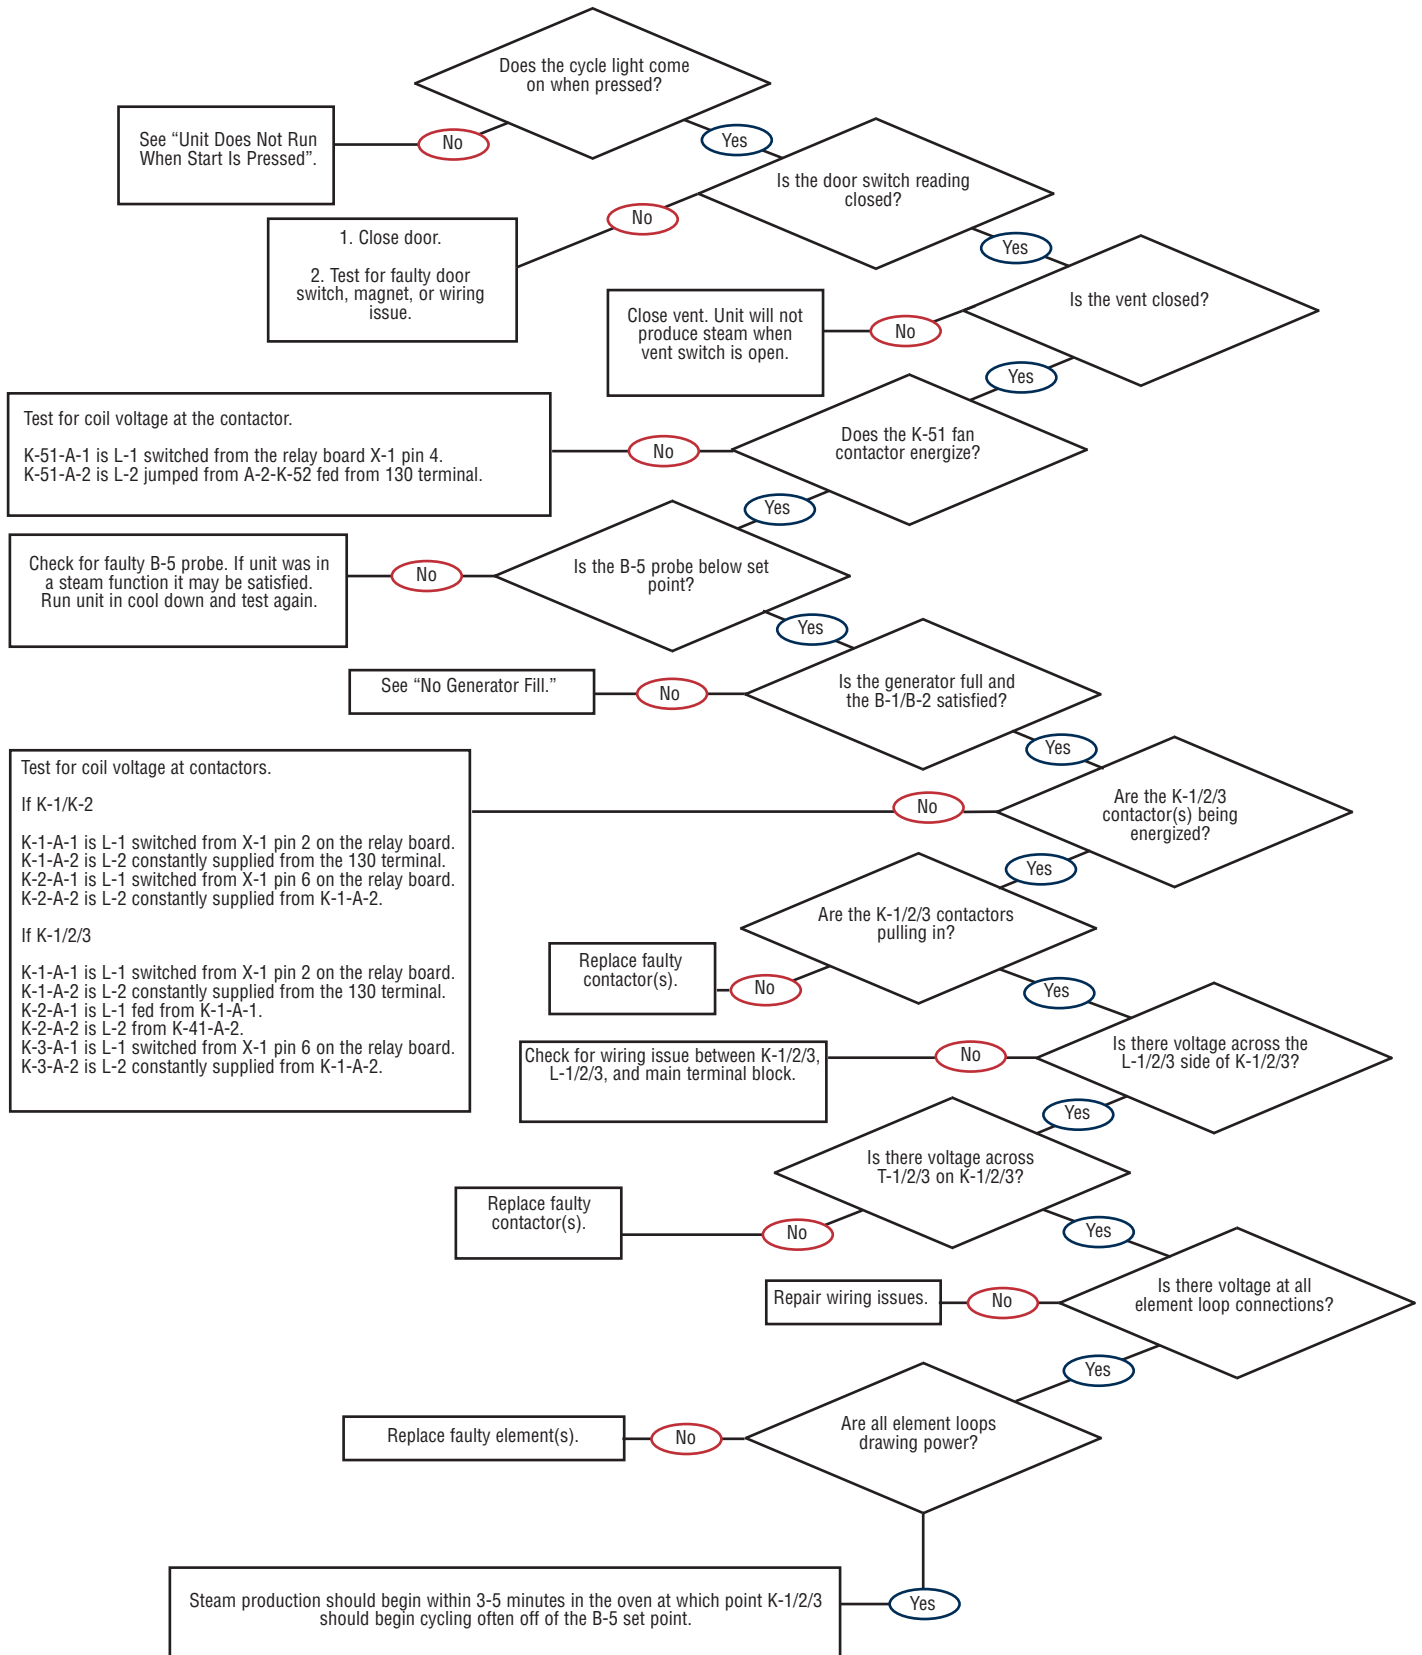 Does the cycle light come
on when pressed?
No
Yes
See “Unit Does Not Run
When Start Is Pressed”.
Is the door switch reading
closed?
No
Yes
1. Close door.
2. Test for faulty door
switch, magnet, or wiring
issue.
Is the vent closed?
No
Yes
Close vent. Unit will not
produce steam when
vent switch is open.
Does the K-51 fan
contactor energize?
No
Yes
Test for coil voltage at the contactor.
K-51-A-1 is L-1 switched from the relay board X-1 pin 4.
K-51-A-2 is L-2 jumped from A-2-K-52 fed from 130 terminal.
Is the B-5 probe below set
point?
No
Yes
Check for faulty B-5 probe. If unit was in
a steam function it may be satisfied.
Run unit in cool down and test again.
Is the generator full and
the B-1/B-2 satisfied?
No
Yes
See “No Generator Fill.”
Are the K-1/2/3
contactor(s) being
energized?
No
Yes
Test for coil voltage at contactors.
If K-1/K-2
K-1-A-1 is L-1 switched from X-1 pin 2 on the relay board.
K-1-A-2 is L-2 constantly supplied from the 130 terminal.
K-2-A-1 is L-1 switched from X-1 pin 6 on the relay board.
K-2-A-2 is L-2 constantly supplied from K-1-A-2.
If K-1/2/3
K-1-A-1 is L-1 switched from X-1 pin 2 on the relay board.
K-1-A-2 is L-2 constantly supplied from the 130 terminal.
K-2-A-1 is L-1 fed from K-1-A-1.
K-2-A-2 is L-2 from K-41-A-2.
K-3-A-1 is L-1 switched from X-1 pin 6 on the relay board.
K-3-A-2 is L-2 constantly supplied from K-1-A-2.
Are the K-1/2/3 contactors
pulling in?
No
Yes
Replace faulty
contactor(s).
Is there voltage across the
L-1/2/3 side of K-1/2/3?
No
Yes
Check for wiring issue between K-1/2/3,
L-1/2/3, and main terminal block.
Is there voltage across
T-1/2/3 on K-1/2/3?
No
Yes
Replace faulty
contactor(s).
Is there voltage at all
element loop connections?
No
Yes
Repair wiring issues.
Are all element loops
drawing power?
No
Yes
Replace faulty element(s).
Steam production should begin within 3-5 minutes in the oven at which point K-1/2/3
should begin cycling often off of the B-5 set point.